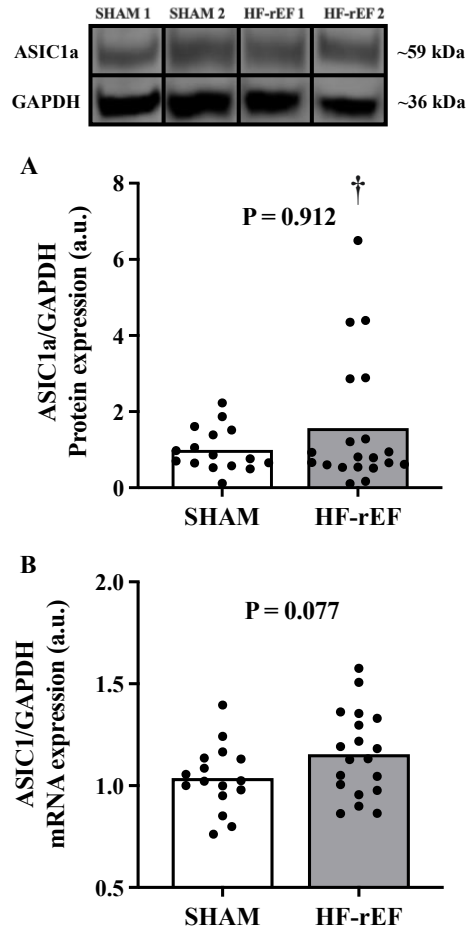 SHAM 1 SHAM 2 HF-rEF 1 HF-rEF 2
ASIC1a ~59 kDa
GAPDH ~36 kDa
A
ASIC1a/GAPDH
Protein expression (a.u.)
8
6
4
2
0
†
P = 0.912
SHAM HF-rEF
B
ASIC1/GAPDH
mRNA expression (a.u.)
2.0
1.5
1.0
0.5
P = 0.077
SHAM HF-rEF